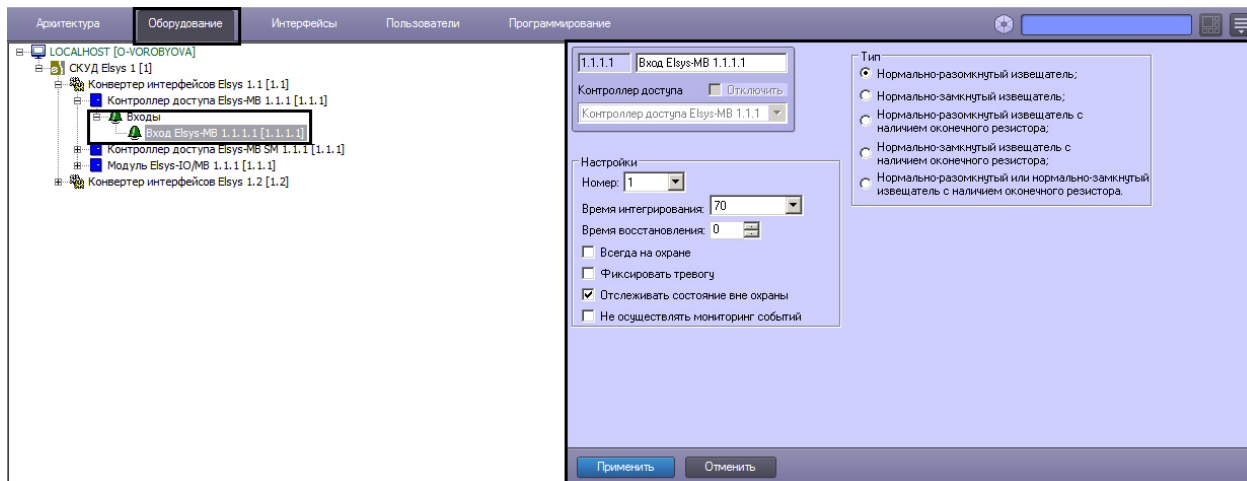 Архитектура Оборудование Интерфейсы Пользователи Программирование
LOCALHOST [O-VOROBYOVA]
СКУД Elsys 1 [1]
Конвертер интерфейсов Elsys 1.1 [1.1]
Контроллер доступа Elsys-MB 1.1.1 [1.1.1]
Входы
Вход Elsys-MB 1.1.1.1 [1.1.1.1]
Контроллер доступа Elsys-MB SM 1.1.1 [1.1.1]
Модуль Elsys-IO/MB 1.1.1 [1.1.1]
Конвертер интерфейсов Elsys 1.2 [1.2]
1.1.1.1 Вход Elsys-MB 1.1.1.1
Контроллер доступа Отключить
Контроллер доступа Elsys-MB 1.1.1
Настройки
Номер: 1
Время интегрирования: 70
Время восстановления: 0
Всегда на охране
Фиксировать тревогу
Отслеживать состояние вне охраны
Не осуществлять мониторинг событий
Тип
Нормально-разомкнутый извещатель;
Нормально-замкнутый извещатель;
Нормально-разомкнутый извещатель с
наличием оконечного резистора;
Нормально-замкнутый извещатель с
наличием оконечного резистора;
Нормально-разомкнутый или нормально-замкнутый
извещатель с наличием оконечного резистора.
Применить Отменить